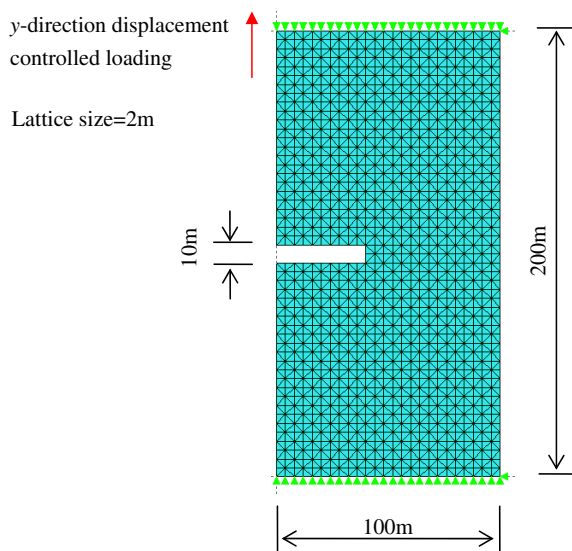 y-direction displacement
controlled loading
Lattice size=2m
10m
200m
100m